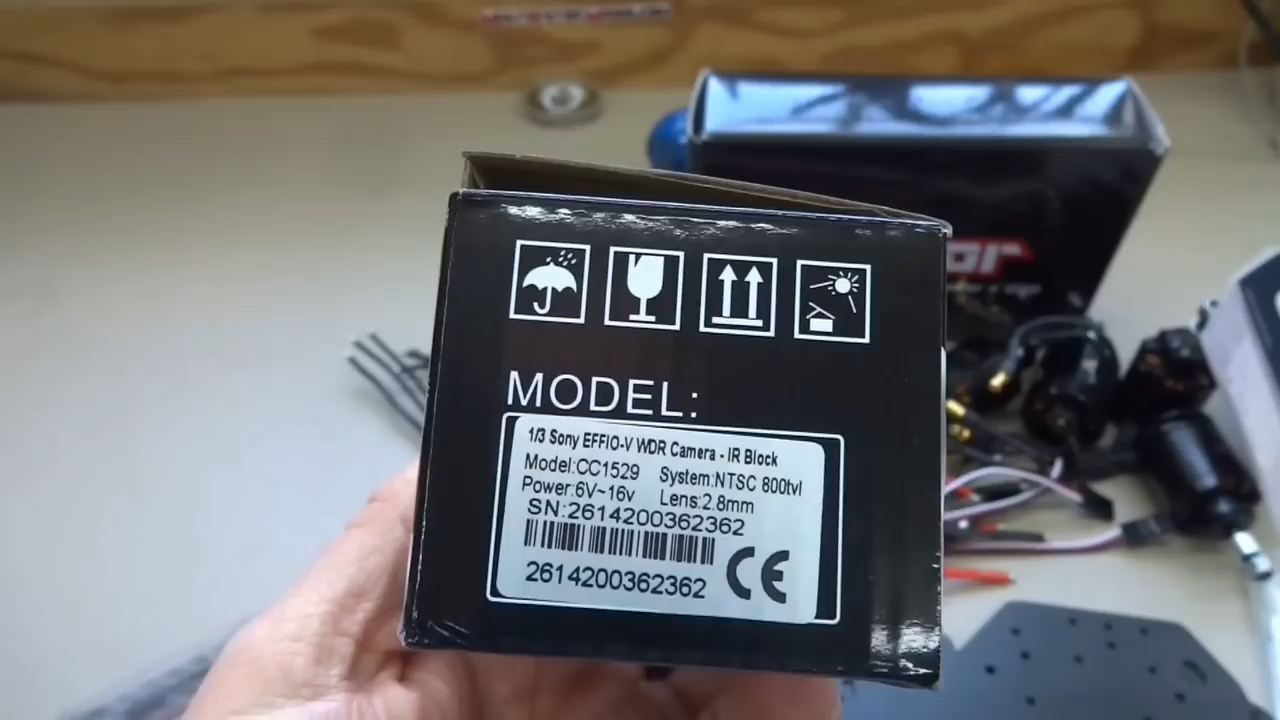 MODEL:
1/3 Sony EFFIO-V WDR Camera - IR Block
Model:CC1529 System:NTSC 800tvl
Power:6V~16v Lens:2.8mm
SN:2614200362362
2614200362362
CE